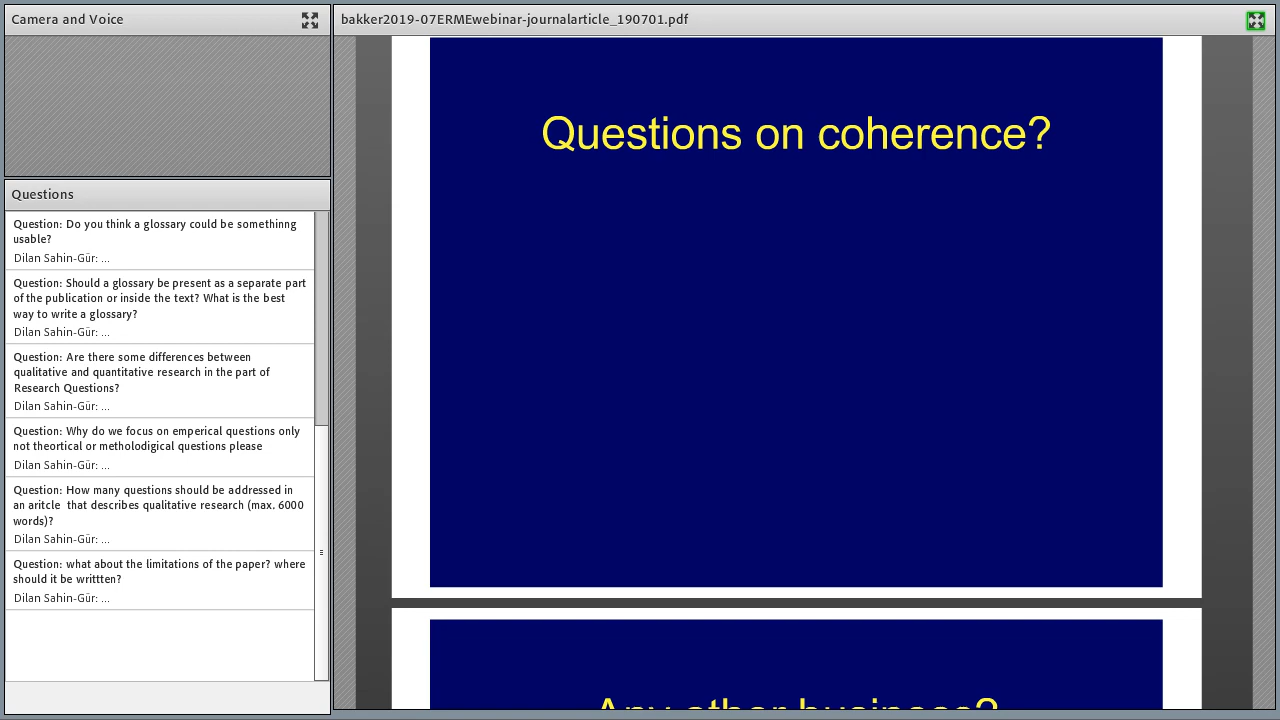 Camera and Voice
bakker2019-07ERMEwebinar-journalarticle_190701.pdf
Questions
Question: Do you think a glossary could be somethinng
usable?
Dilan Sahin-Gür: ...
Question: Should a glossary be present as a separate part
of the publication or inside the text? What is the best
way to write a glossary?
Dilan Sahin-Gür: ...
Question: Are there some differences between
qualitative and quantitative research in the part of
Research Questions?
Dilan Sahin-Gür: ...
Question: Why do we focus on emperical questions only
not theortical or metholodigical questions please
Dilan Sahin-Gür: ...
Question: How many questions should be addressed in
an aritcle  that describes qualitative research (max. 6000
words)?
Dilan Sahin-Gür: ...
Question: what about the limitations of the paper? where
should it be writtten?
Dilan Sahin-Gür: ...
Questions on coherence?
Any other business?